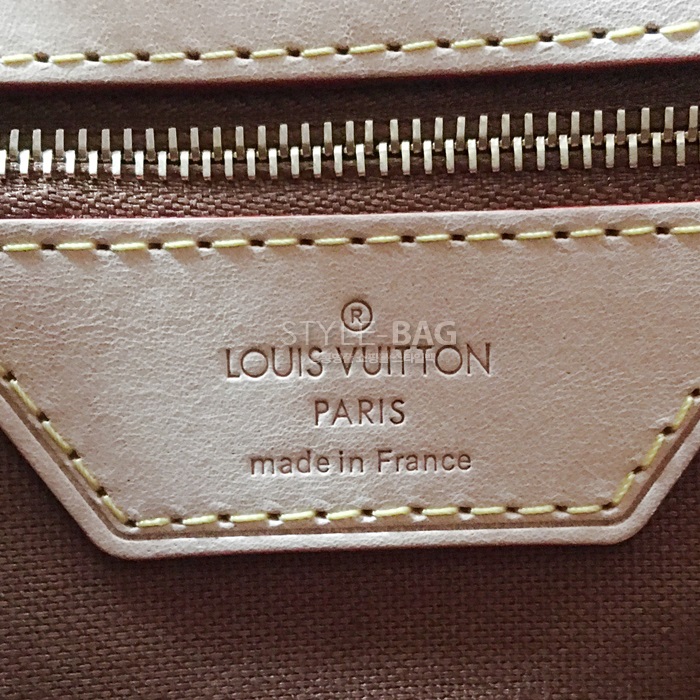 ®
STYLE-BAG
LOUIS VUITTON
PARIS
made in France